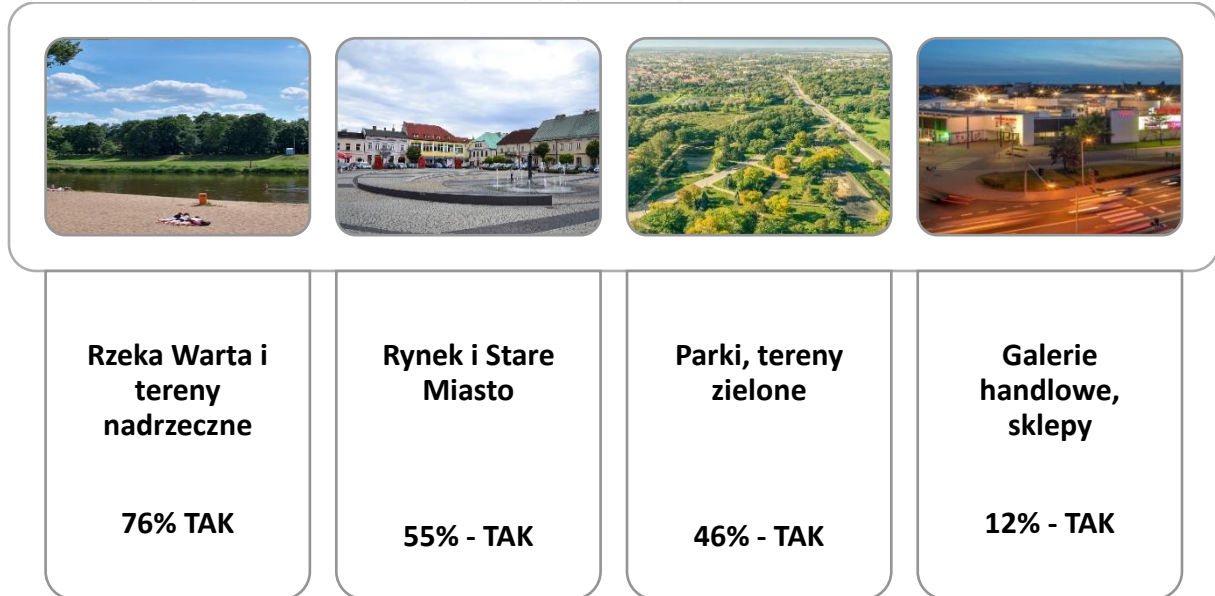 Rzeka Warta i
tereny
nadrzeczne
76% TAK
Rynek i Stare
Miasto
55% - TAK
Parki, tereny
zielone
46% - TAK
Galerie
handlowe,
sklepy
12% - TAK